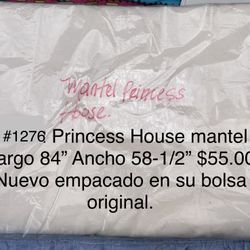 Mantel Princess
House.
#1276 Princess House mantel
argo 84” Ancho 58-1/2” $55.00
Nuevo empacado en su bolsa
original.